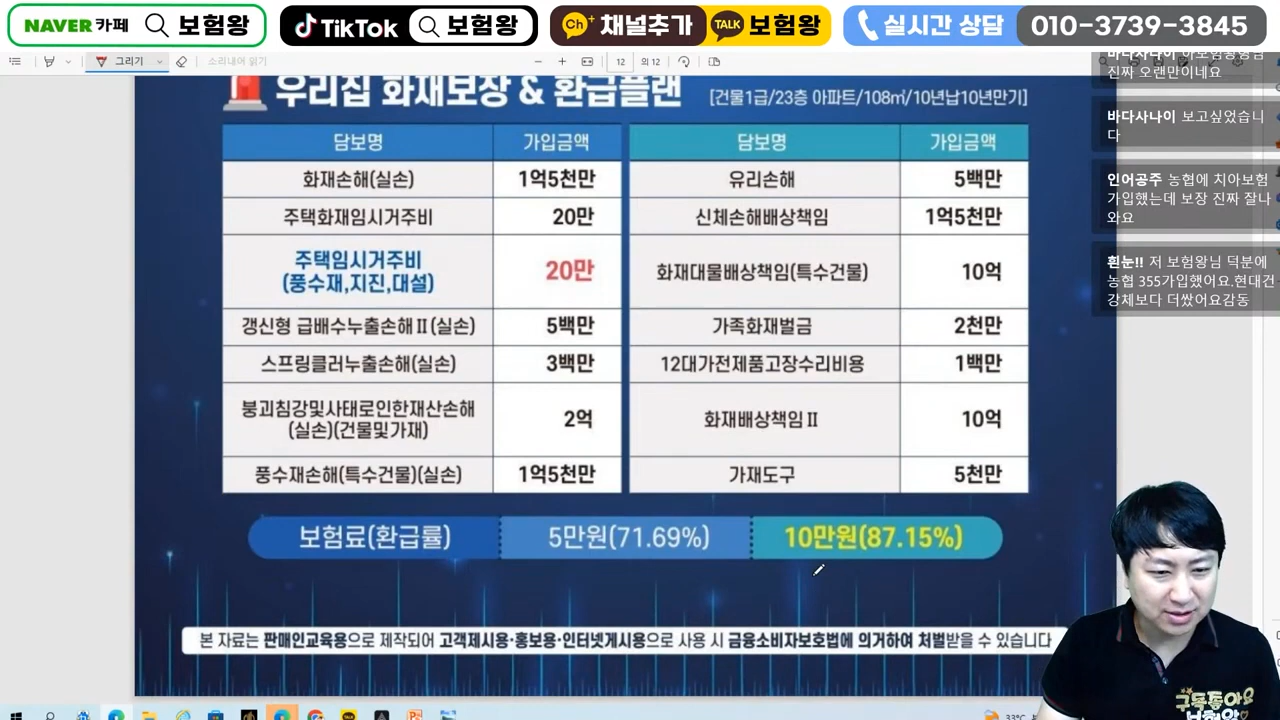 NAVER 카페 보험왕
TikTok 보험왕
Ch+ 채널추가 TALK 보험왕
실시간 상담 010-3739-3845
그리기 소리내어 읽기 12 의 12
우리집 화재보장 & 환급플랜 [건물1급/23층 아파트/108㎡/10년납10년만기]
담보명 가입금액 담보명 가입금액
화재손해(실손) 1억5천만 유리손해 5백만
주택화재임시거주비 20만 신체손해배상책임 1억5천만
주택임시거주비
(풍수재,지진,대설) 20만 화재대물배상책임(특수건물) 10억
갱신형 급배수누출손해Ⅱ(실손) 5백만 가족화재벌금 2천만
스프링클러누출손해(실손) 3백만 12대가전제품고장수리비용 1백만
붕괴침강및사태로인한재산손해
(실손)(건물및가재) 2억 화재배상책임Ⅱ 10억
풍수재손해(특수건물)(실손) 1억5천만 가재도구 5천만
보험료(환급률) 5만원(71.69%) 10만원(87.15%)
본 자료는 판매인교육용으로 제작되어 고객제시용·홍보용·인터넷게시용으로 사용 시 금융소비자보호법에 의거하여 처벌받을 수 있습니다
바다사나이
진짜 오랜만이네요
바다사나이 보고싶었습니
다
인어공주 농협에 치아보험
가입했는데 보장 진짜 잘나
와요
흰눈!! 저 보험왕님 덕분에
농협 355가입했어요.현대건
강체보다 더쌌어요감동
구독좋아요
33°C